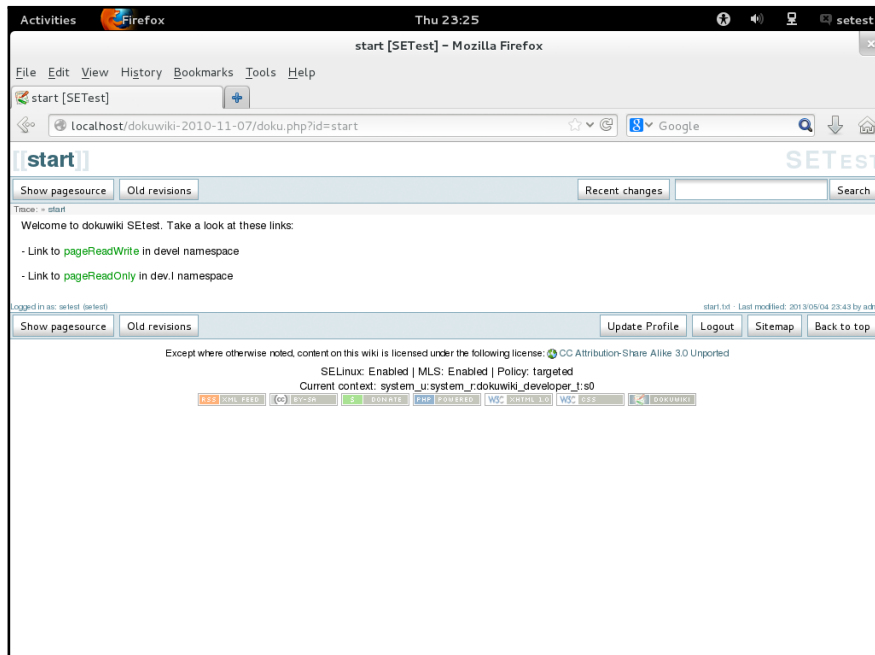 Activities Firefox Thu 23:25 setest
start [SETest] – Mozilla Firefox
File Edit View History Bookmarks Tools Help
start [SETest]
localhost/dokuwiki-2010-11-07/doku.php?id=start Google
[[start]] SETEST
Show pagesource Old revisions Recent changes Search
Trace: » start
Welcome to dokuwiki SEtest. Take a look at these links:
- Link to pageReadWrite in devel namespace
- Link to pageReadOnly in dev.l namespace
Logged in as: setest (setest) start.txt · Last modified: 2013/05/04 23:43 by adm
Show pagesource Old revisions Update Profile Logout Sitemap Back to top
Except where otherwise noted, content on this wiki is licensed under the following license: CC Attribution-Share Alike 3.0 Unported
SELinux: Enabled | MLS: Enabled | Policy: targeted
Current context: system_u:system_r:dokuwiki_developer_t:s0
RSS XML FEED (cc) BY-SA $ DONATE PHP POWERED W3C XHTML 1.0 W3C CSS DOKUWIKI